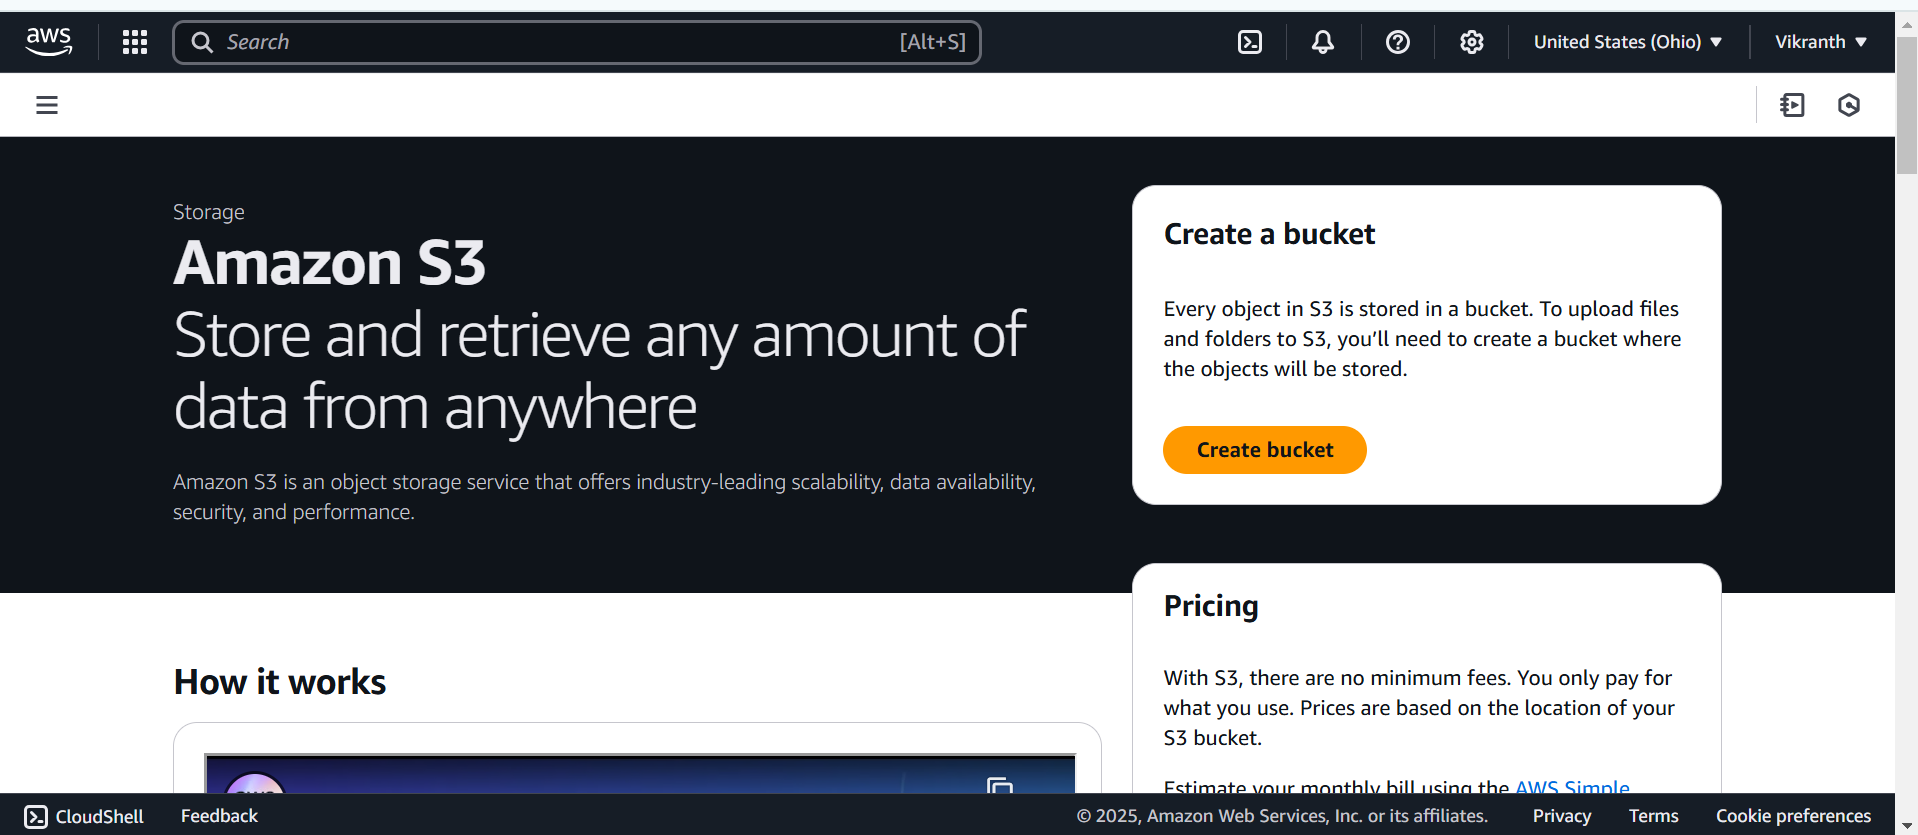 aws
Search [Alt+S]
United States (Ohio)
Vikranth
Storage
Amazon S3
Store and retrieve any amount of
data from anywhere
Amazon S3 is an object storage service that offers industry-leading scalability, data availability,
security, and performance.
Create a bucket
Every object in S3 is stored in a bucket. To upload files
and folders to S3, you’ll need to create a bucket where
the objects will be stored.
Create bucket
Pricing
With S3, there are no minimum fees. You only pay for
what you use. Prices are based on the location of your
S3 bucket.
Estimate your monthly bill using the AWS Simple
How it works
aws
CloudShell
Feedback
© 2025, Amazon Web Services, Inc. or its affiliates.
Privacy
Terms
Cookie preferences